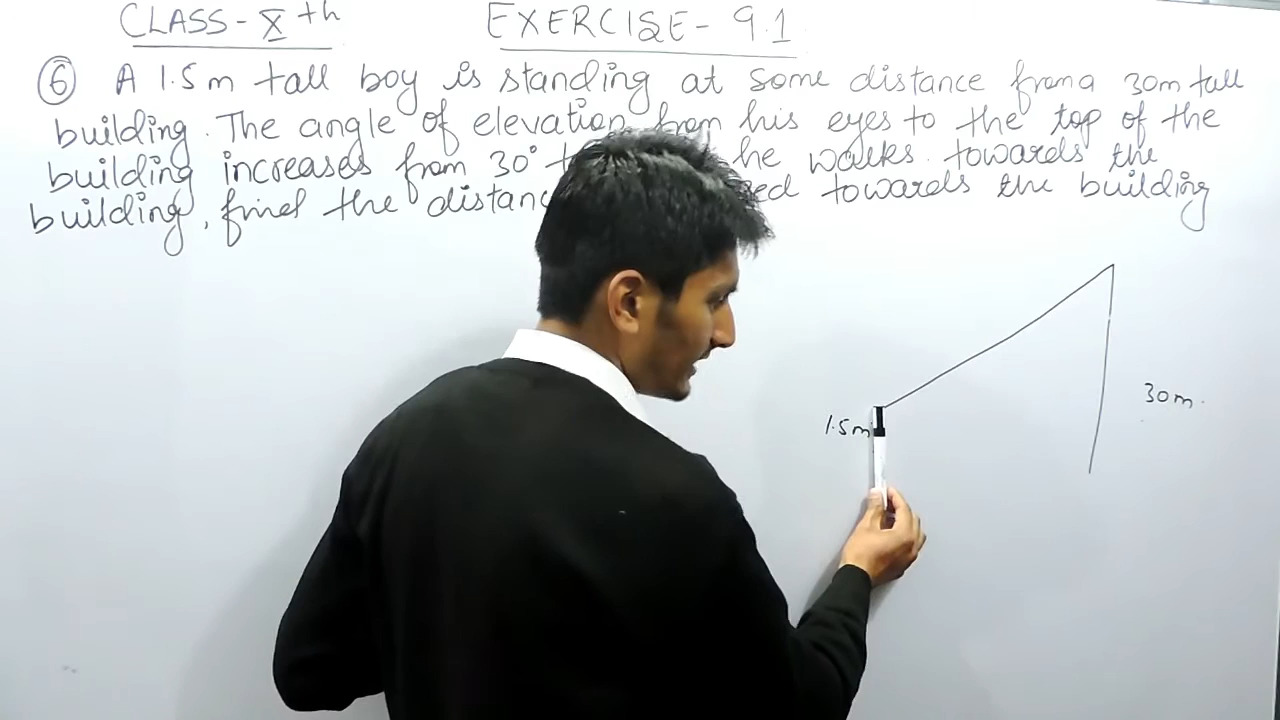 CLASS - Xth EXERCISE - 9.1
⑥ A 1.5 m tall boy is standing at some distance from a 30m tall
building. The angle of elevation from his eyes to the top of the
building increases from 30° he walks. towards the
building, find the distanc ed towards the building
30m.
1.5m